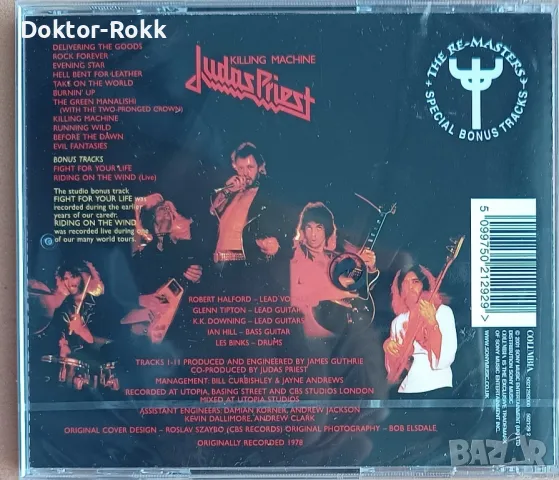 Doktor-Rokk
DELIVERING THE GOODS
ROCK FOREVER
EVENING STAR
HELL BENT FOR LEATHER
TAKE ON THE WORLD
BURNIN' UP
THE GREEN MANALISHI
(WITH THE TWO-PRONGED CROWN)
KILLING MACHINE
RUNNING WILD
BEFORE THE DAWN
EVIL FANTASIES
BONUS TRACKS
FIGHT FOR YOUR LIFE
RIDING ON THE WIND (Live)
The studio bonus track
FIGHT FOR YOUR LIFE was
recorded during the earlier
years of our career.
RIDING ON THE WIND
was recorded live during one
of our many world tours.
KILLING MACHINE
Judas Priest
THE RE-MASTERS
SPECIAL BONUS TRACKS
ROBERT HALFORD – LEAD
GLENN TIPTON – LEAD GUITAR
K.K. DOWNING – LEAD GUITARS
IAN HILL – BASS GUITAR
LES BINKS – DRUMS
TRACKS 1-11 PRODUCED AND ENGINEERED BY JAMES GUTHRIE
CO-PRODUCED BY JUDAS PRIEST
MANAGEMENT: BILL CURBISHLEY & JAYNE ANDREWS
RECORDED AT UTOPIA, BASING STREET AND CBS STUDIOS LONDON
MIXED AT UTOPIA STUDIOS
ASSISTANT ENGINEERS: DAMIAN KORNER, ANDREW JACKSON
KEVIN DALLIMORE, ANDREW CLARK
ORIGINAL COVER DESIGN – ROSLAV SZAYBO (CBS RECORDS) ORIGINAL PHOTOGRAPHY – BOB ELSDALE
ORIGINALLY RECORDED 1978
5 099750 212929 >
COLUMBIA
BAZAR